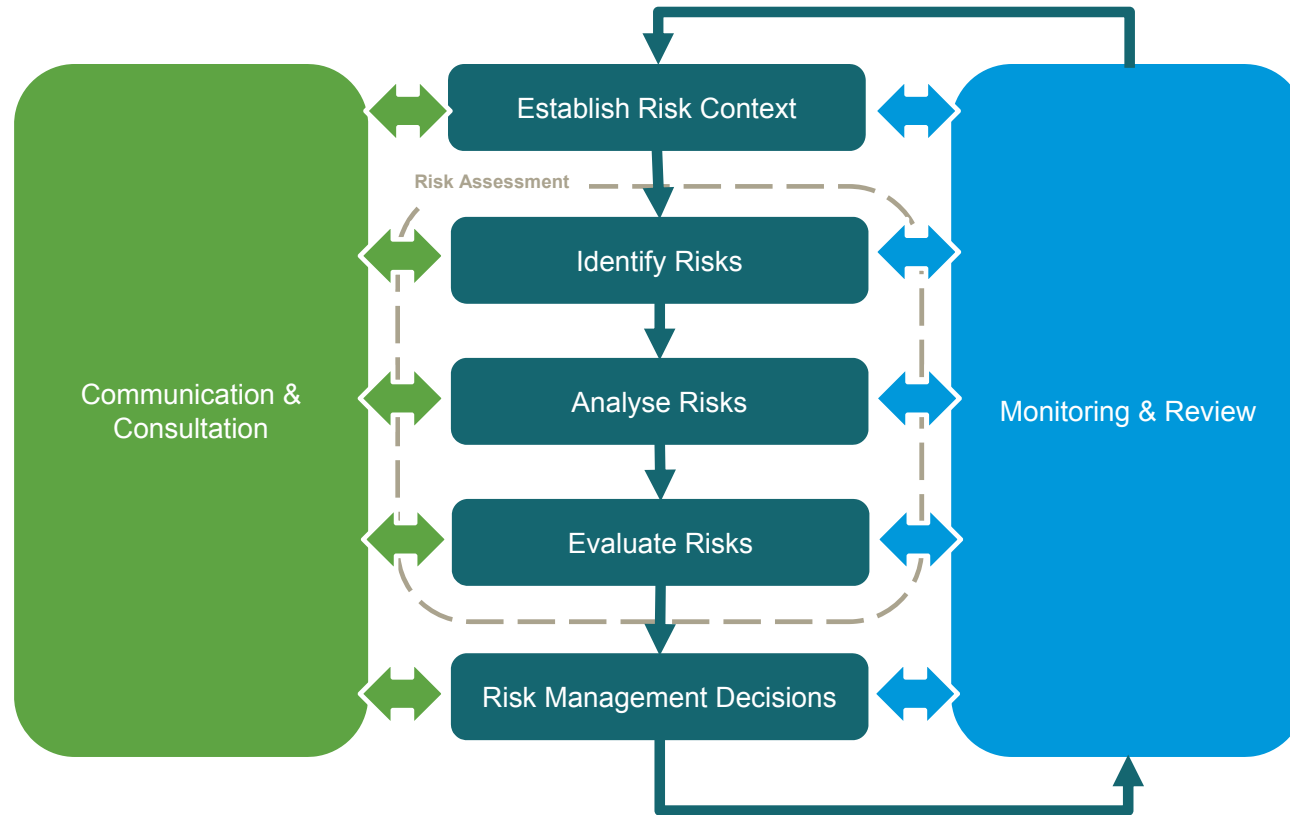 Establish Risk Context
Risk Assessment
Identify Risks
Communication &
Consultation
Analyse Risks
Monitoring & Review
Evaluate Risks
Risk Management Decisions